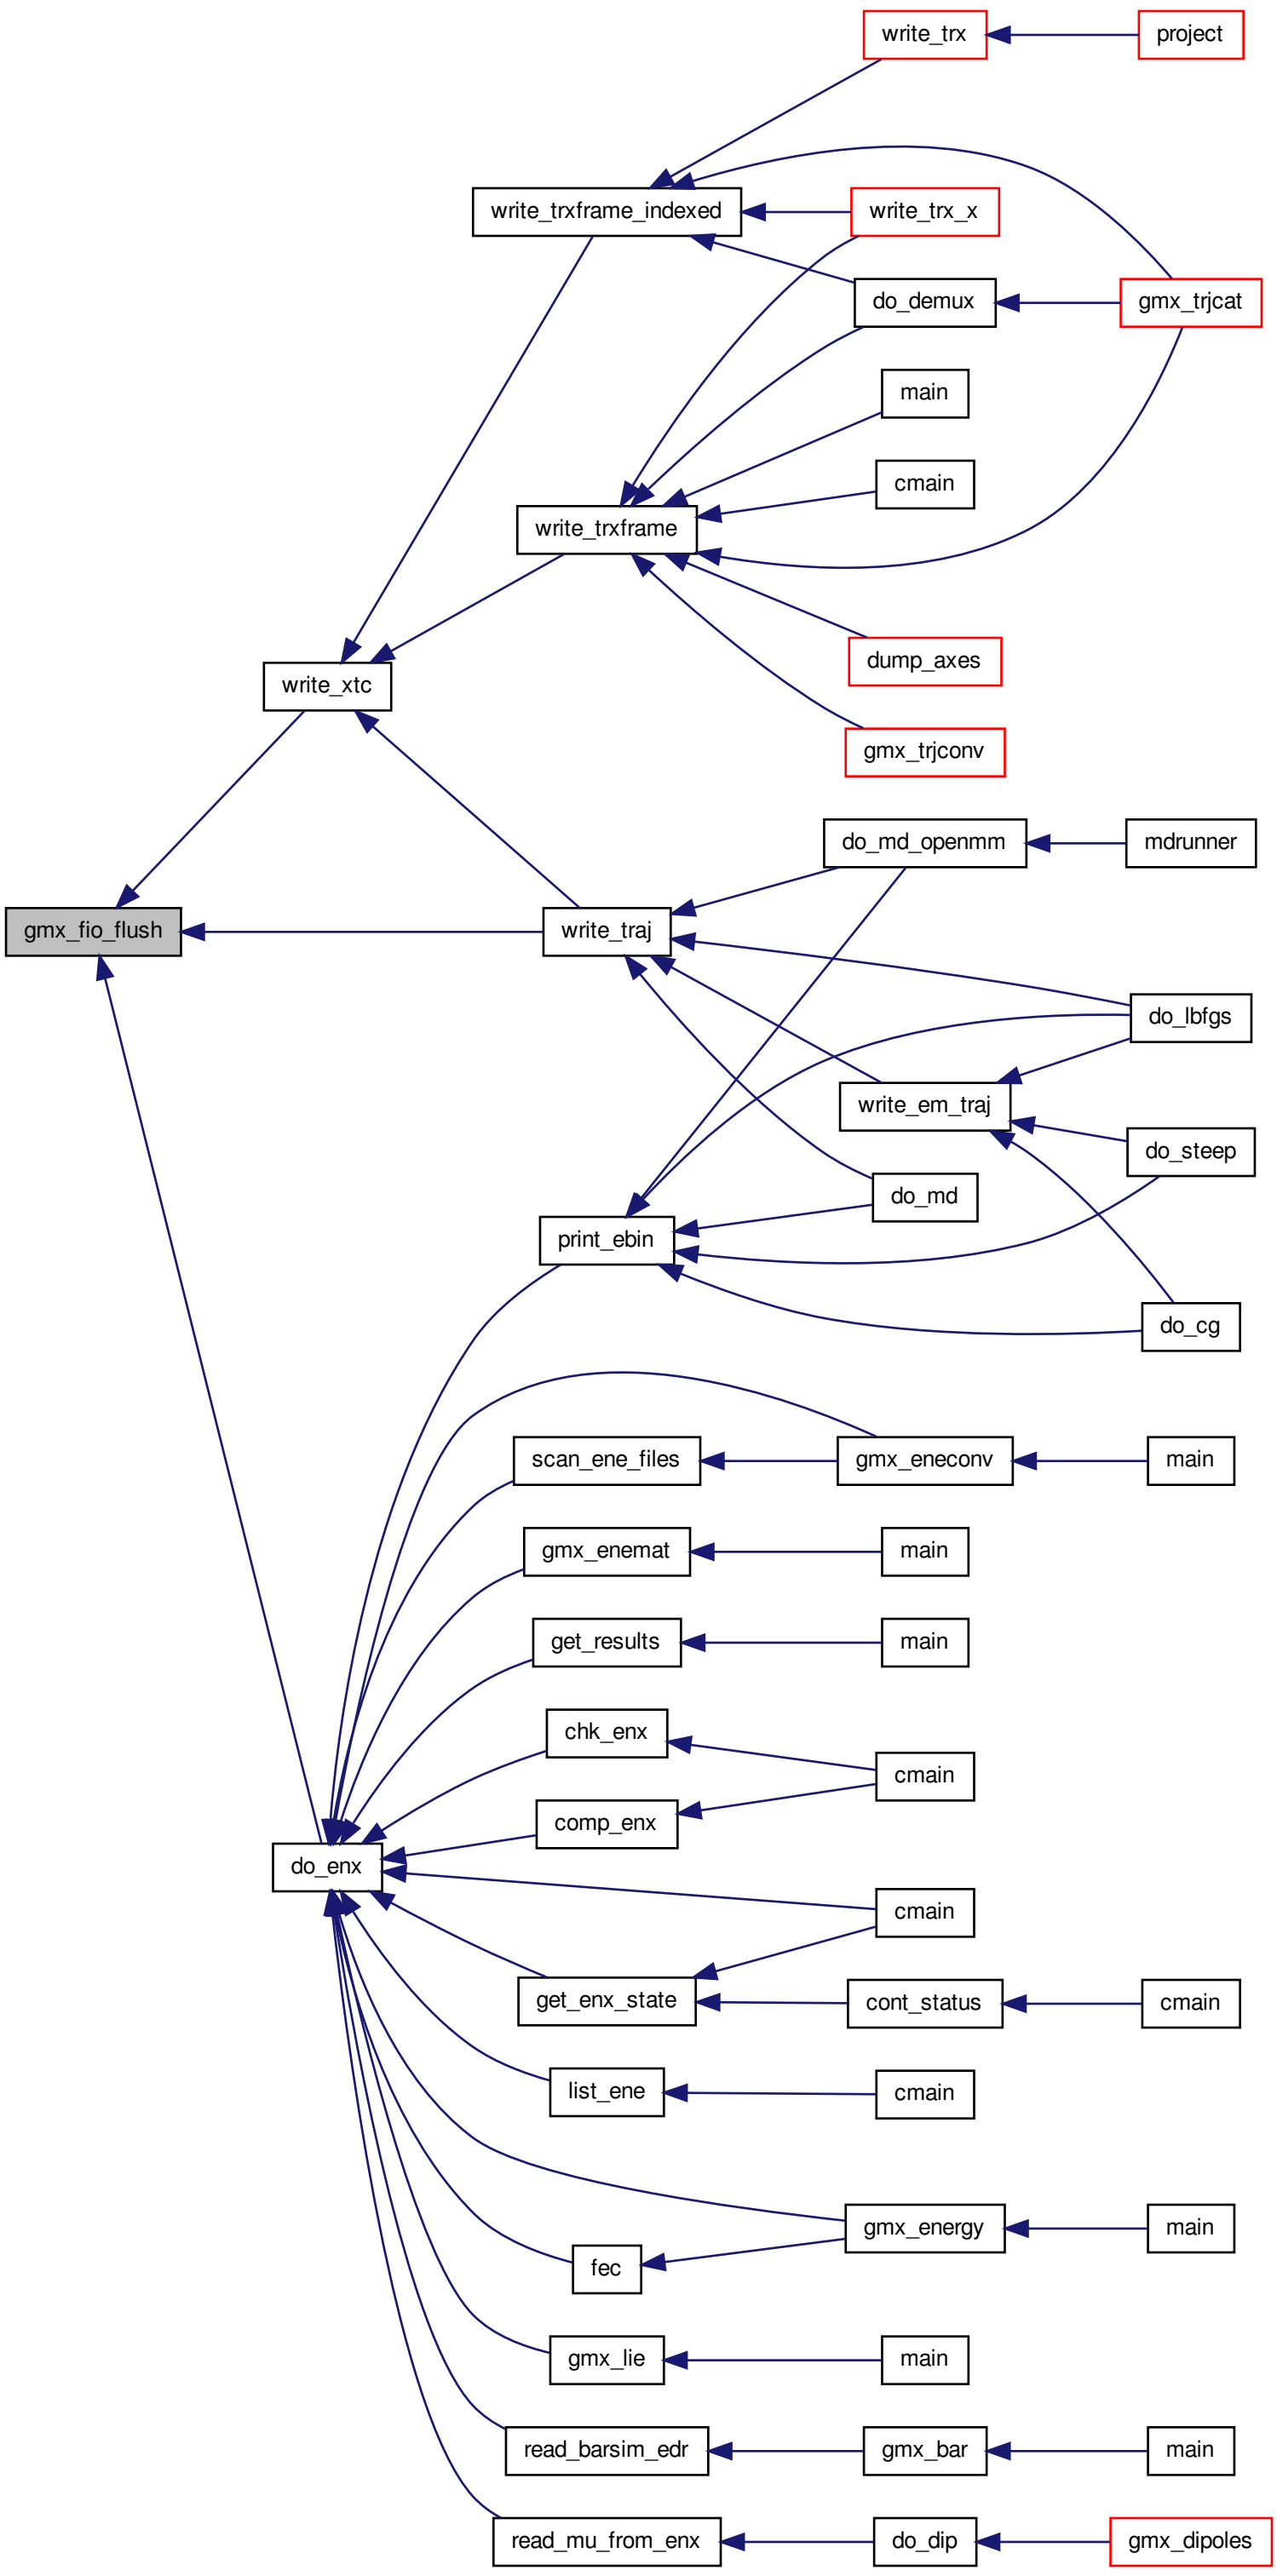 write_trx
project
write_trxframe_indexed
write_trx_x
do_demux
gmx_trjcat
main
cmain
write_trxframe
dump_axes
write_xtc
gmx_trjconv
do_md_openmm
mdrunner
gmx_fio_flush
write_traj
do_lbfgs
write_em_traj
do_steep
do_md
print_ebin
do_cg
scan_ene_files
gmx_eneconv
main
gmx_enemat
main
get_results
main
chk_enx
cmain
comp_enx
do_enx
cmain
get_enx_state
cont_status
cmain
list_ene
cmain
gmx_energy
main
fec
gmx_lie
main
read_barsim_edr
gmx_bar
main
read_mu_from_enx
do_dip
gmx_dipoles